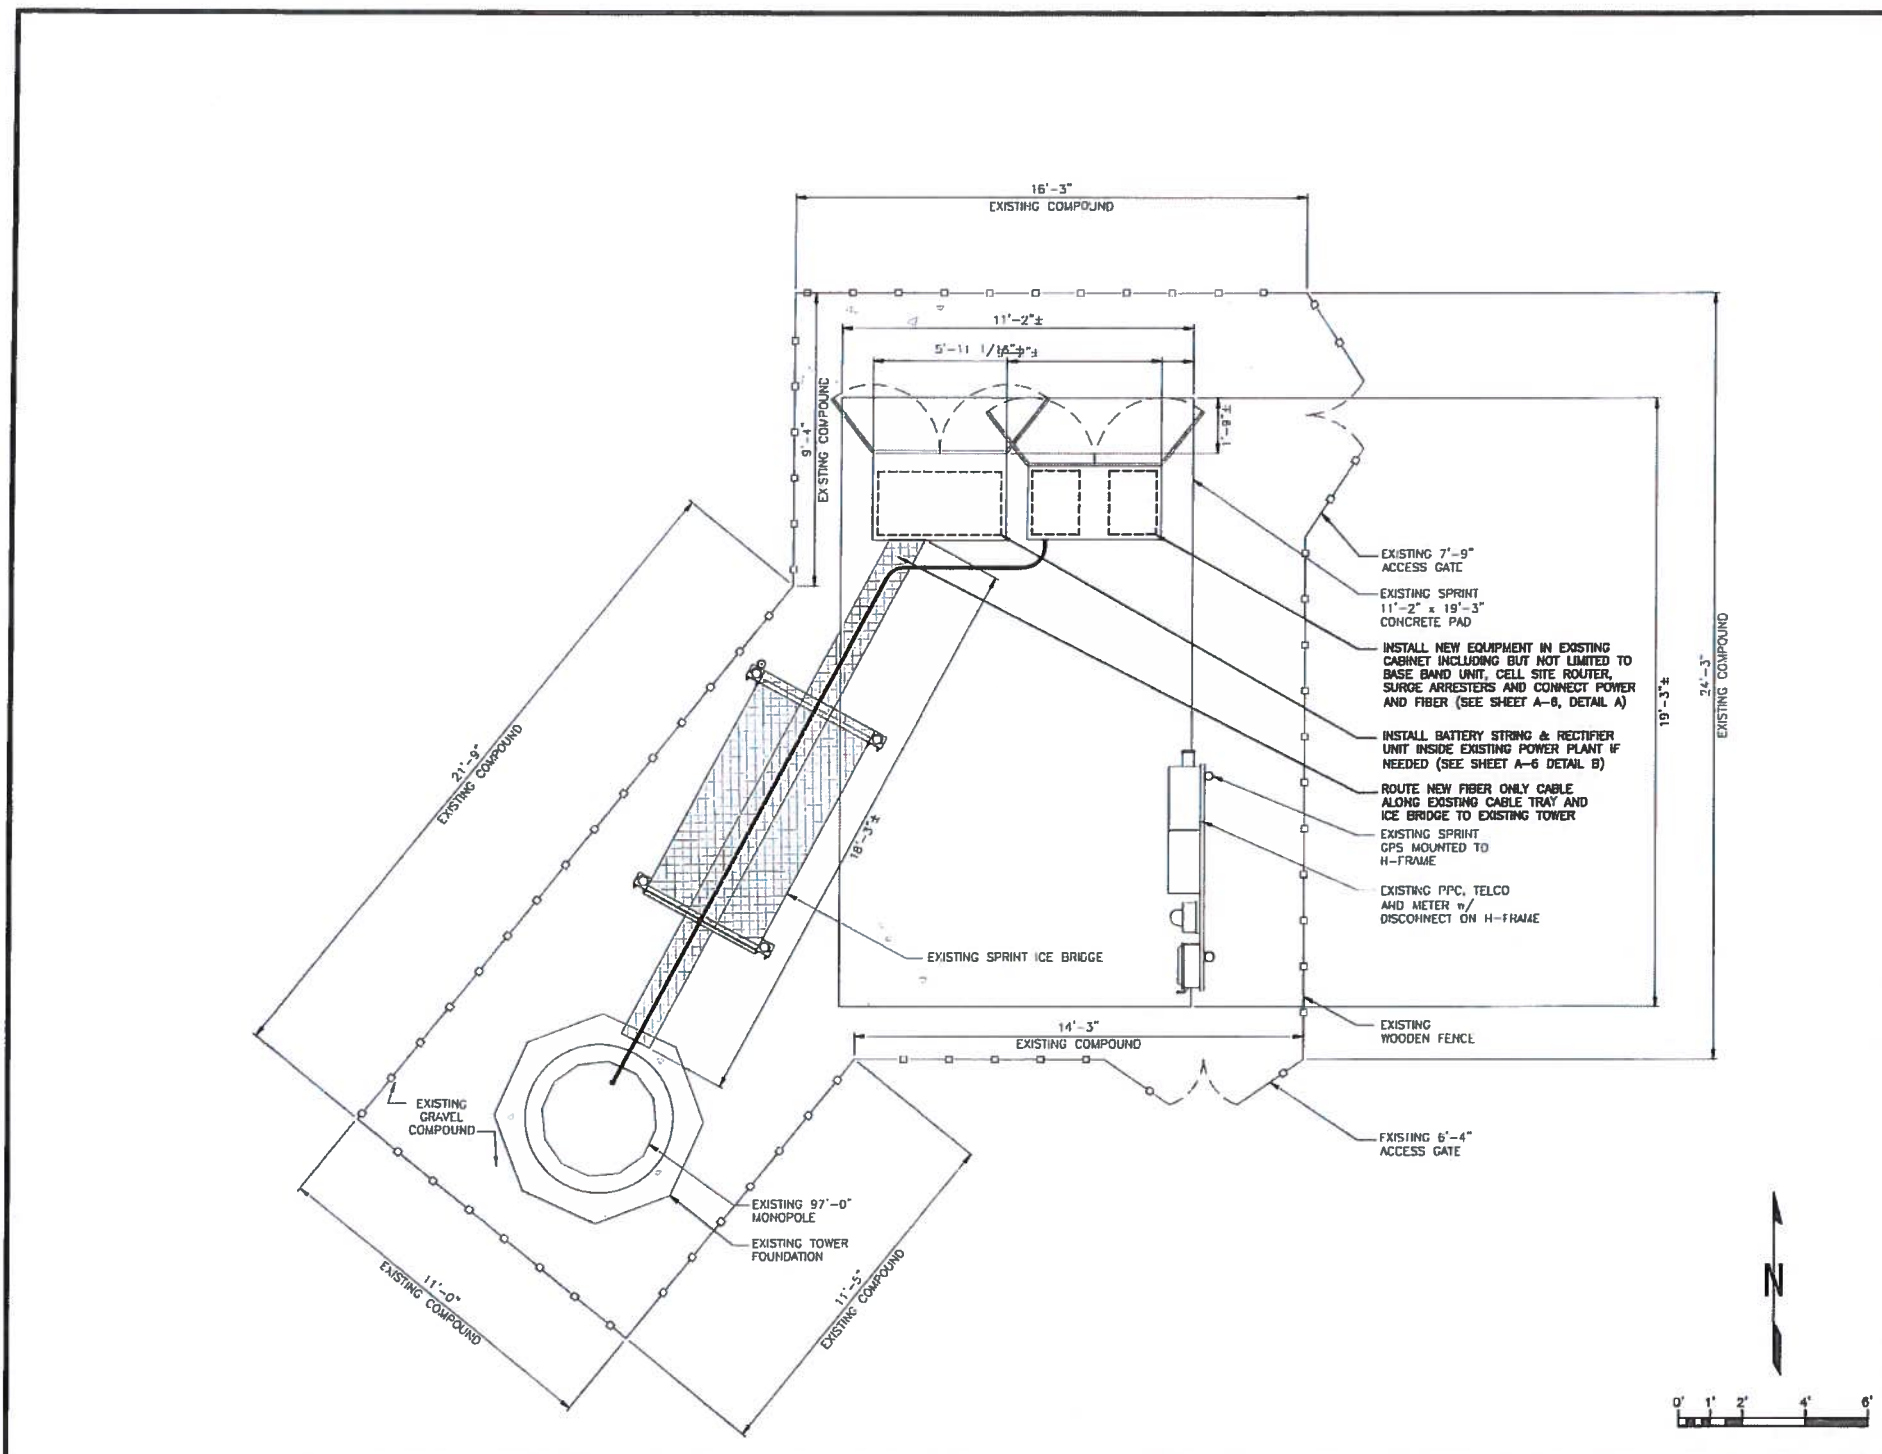 16'-3"
EXISTING COMPOUND
11'-2"±
9'-4"
EXISTING COMPOUND
1'-9"±
EXISTING 7'-9"
ACCESS GATE
EXISTING SPRINT
11'-2" x 19'-3"
CONCRETE PAD
INSTALL NEW EQUIPMENT IN EXISTING
CABINET INCLUDING BUT NOT LIMITED TO
BASE BAND UNIT, CELL SITE ROUTER,
SURGE ARRESTERS AND CONNECT POWER
AND FIBER (SEE SHEET A-6, DETAIL A)
INSTALL BATTERY STRING & RECTIFIER
UNIT INSIDE EXISTING POWER PLANT IF
NEEDED (SEE SHEET A-6 DETAIL B)
ROUTE NEW FIBER ONLY CABLE
ALONG EXISTING CABLE TRAY AND
ICE BRIDGE TO EXISTING TOWER
EXISTING SPRINT
GPS MOUNTED TO
H-FRAME
EXISTING PPC, TELCO
AND METER w/
DISCONNECT ON H-FRAME
19'-3"±
24'-3"
EXISTING COMPOUND
21'-9"
EXISTING COMPOUND
18'-3"±
EXISTING SPRINT ICE BRIDGE
14'-3"
EXISTING COMPOUND
EXISTING
WOODEN FENCE
EXISTING
GRAVEL
COMPOUND
EXISTING 6'-4"
ACCESS GATE
EXISTING 97'-0"
MONOPOLE
EXISTING TOWER
FOUNDATION
11'-0"
EXISTING COMPOUND
11'-5"
EXISTING COMPOUND
N
0' 1' 2' 4' 6'